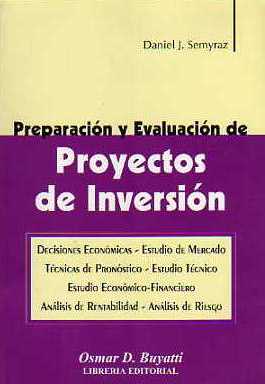 Daniel J. Semyraz
Preparación y Evaluación de
Proyectos
de Inversión
Decisiones Económicas - Estudio de Mercado
Técnicas de Pronóstico - Estudio Técnico
Estudio Económico-Financiero
Análisis de Rentabilidad - Análisis de Riesgo
Osmar D. Buyatti
LIBRERIA EDITORIAL